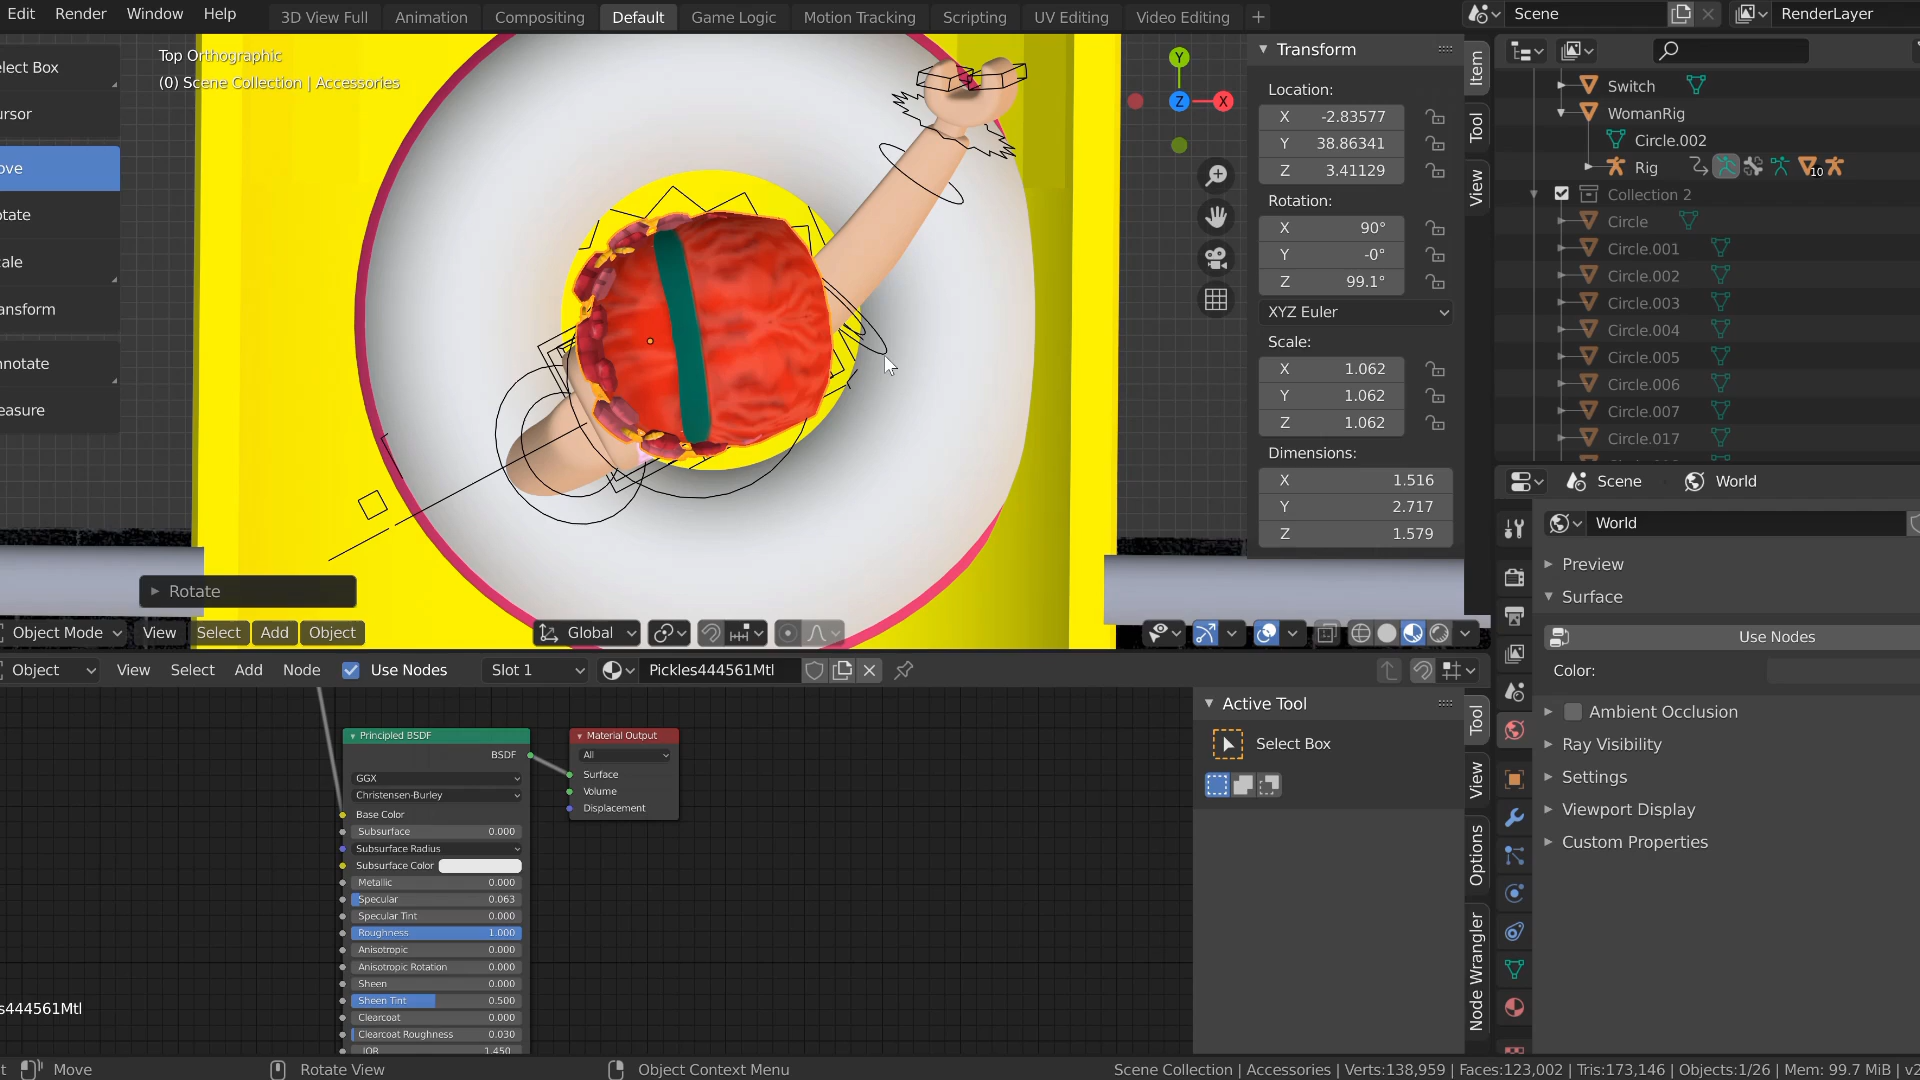 Edit Render Window Help 3D View Full Animation Compositing Default Game Logic Motion Tracking Scripting UV Editing Video Editing + Scene RenderLayer
Top Orthographic
(0) Scene Collection | Accessories
elect Box
ursor
ove
otate
cale
ansform
nnotate
easure
Y
Z
X
Transform
Location:
X -2.83577
Y 38.86341
Z 3.41129
Rotation:
X 90°
Y -0°
Z 99.1°
XYZ Euler
Scale:
X 1.062
Y 1.062
Z 1.062
Dimensions:
X 1.516
Y 2.717
Z 1.579
Item
Tool
View
Switch
WomanRig
Circle.002
Rig 10
Collection 2
Circle
Circle.001
Circle.002
Circle.003
Circle.004
Circle.005
Circle.006
Circle.007
Circle.017
Rotate
Object Mode View Select Add Object Global
Object View Select Add Node Use Nodes Slot 1 Pickles444561Mtl
Principled BSDF
BSDF
GGX
Christensen-Burley
Base Color
Subsurface 0.000
Subsurface Radius
Subsurface Color
Metallic 0.000
Specular 0.063
Specular Tint 0.000
Roughness 1.000
Anisotropic 0.000
Anisotropic Rotation 0.000
Sheen 0.000
Sheen Tint 0.500
Clearcoat 0.000
Clearcoat Roughness 0.030
IOR 1.450
Material Output
All
Surface
Volume
Displacement
s444561Mtl
Active Tool
Select Box
Tool
View
Options
Node Wrangler
Scene World
World
Preview
Surface
Use Nodes
Color:
Ambient Occlusion
Ray Visibility
Settings
Viewport Display
Custom Properties
t Move Rotate View Object Context Menu Scene Collection | Accessories | Verts:138,959 | Faces:123,002 | Tris:173,146 | Objects:1/26 | Mem: 99.7 MiB | v2